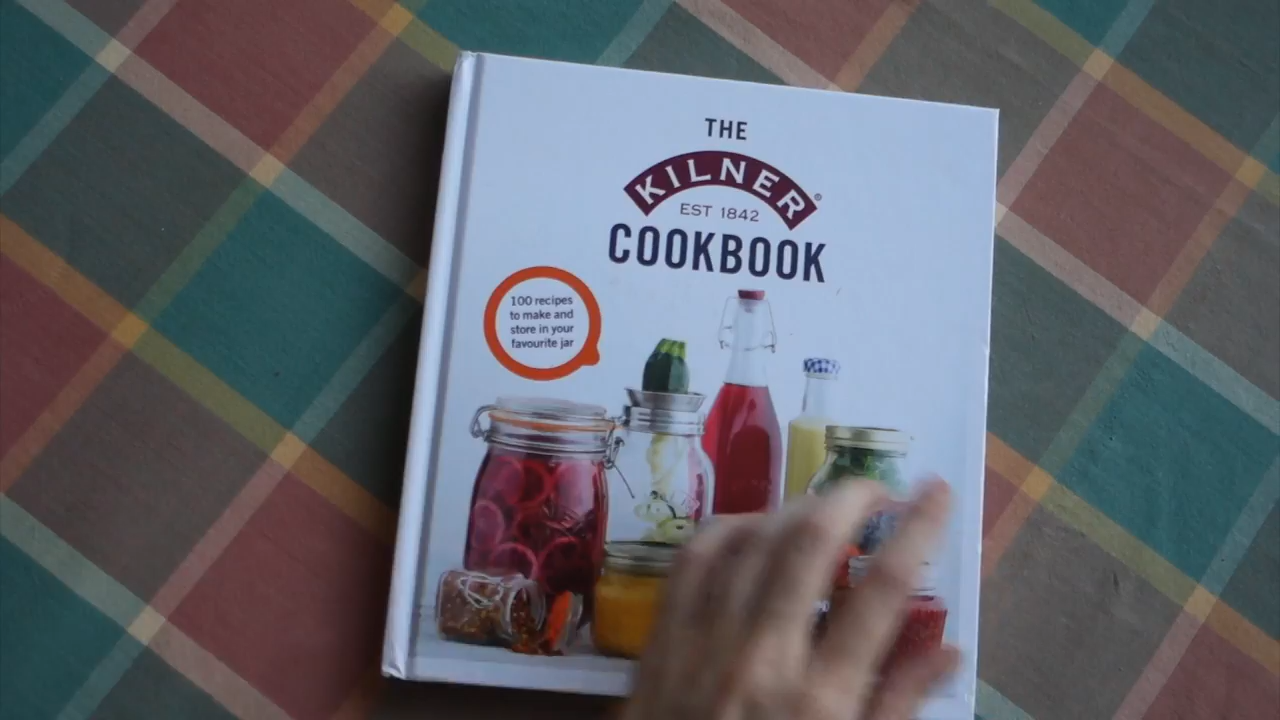 THE
KILNER®
EST 1842
COOKBOOK
100 recipes
to make and
store in your
favourite jar